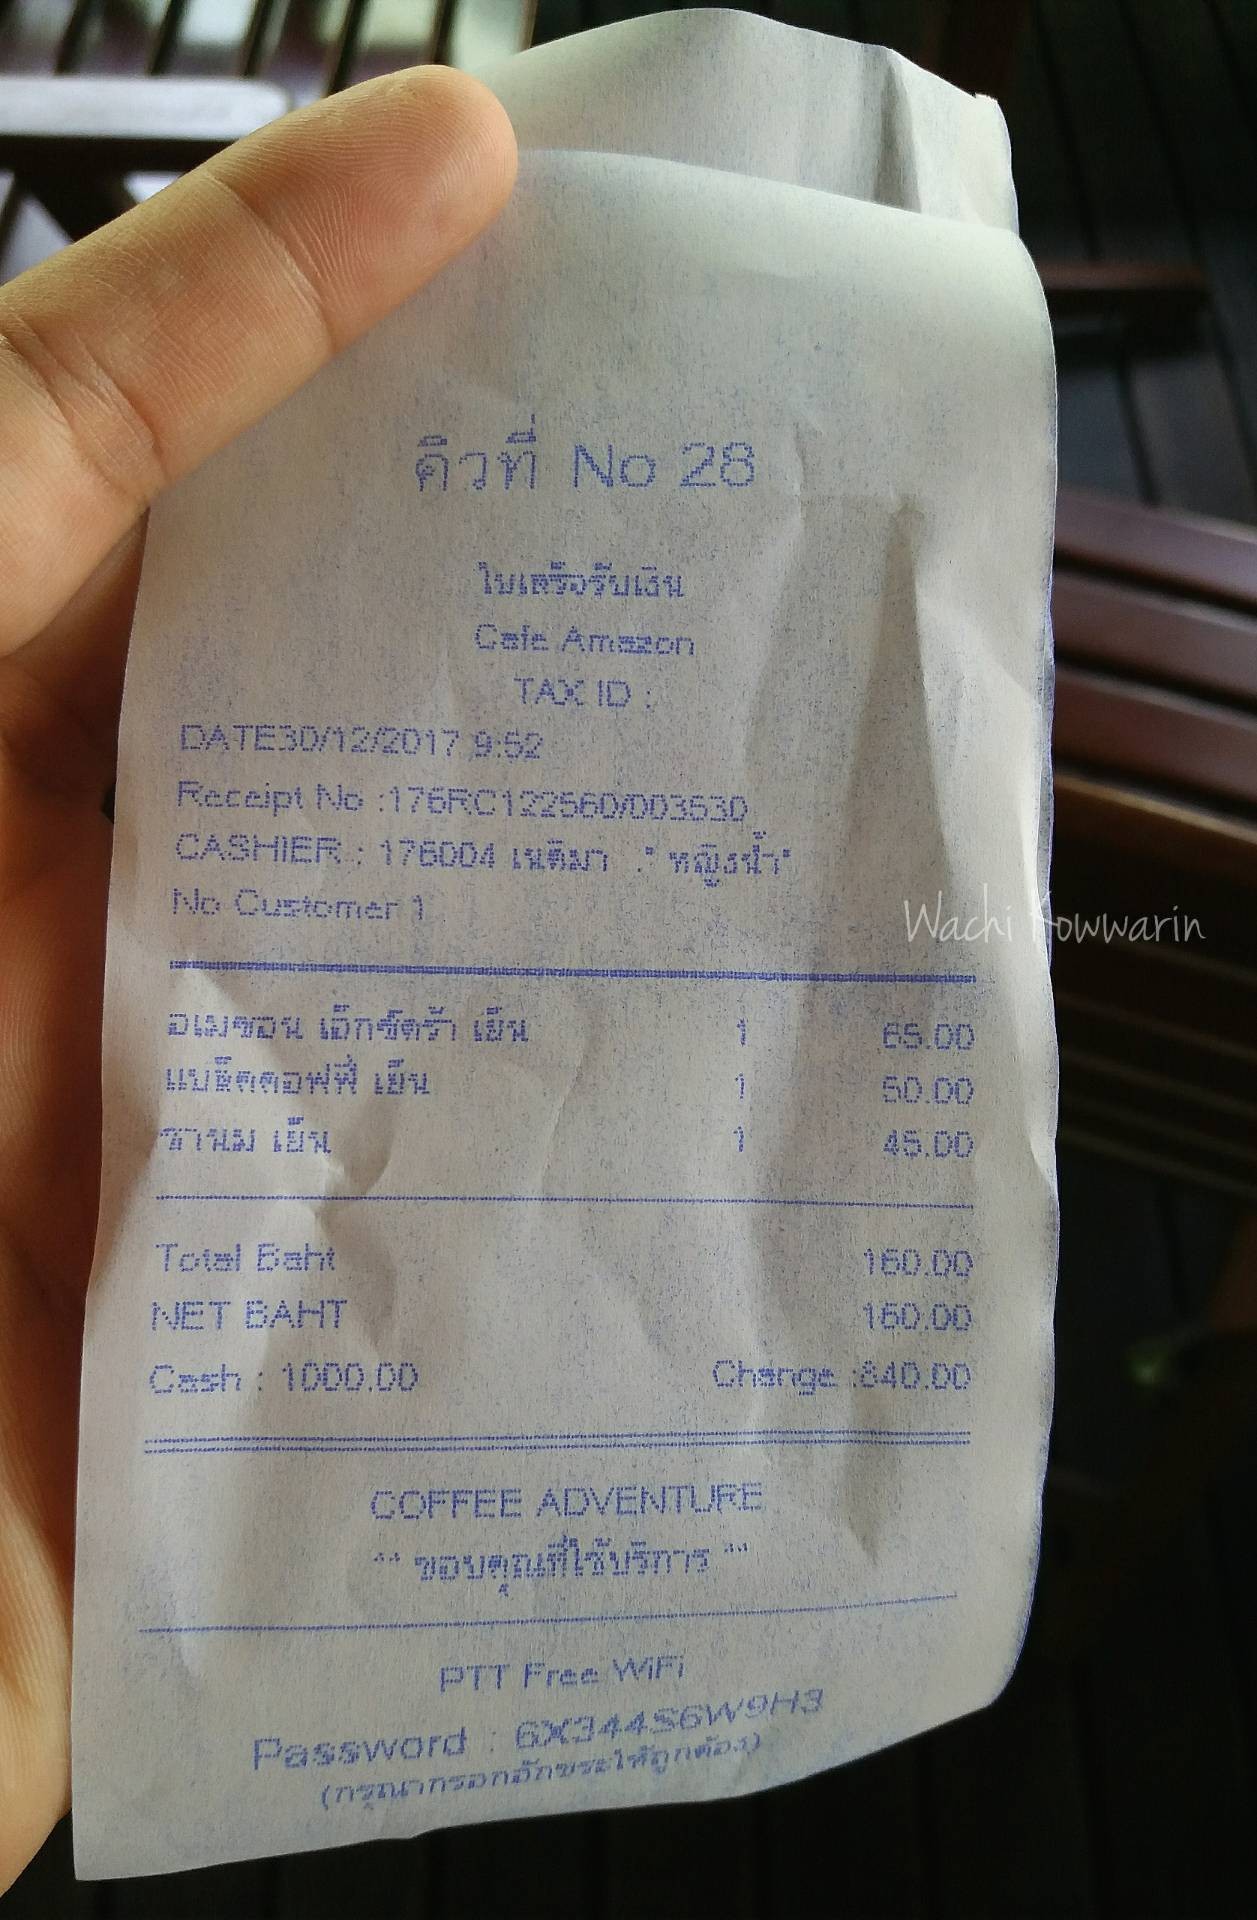 คิวที่ No 28
ใบเสร็จรับเงิน
Cafe Amazon
TAX ID :
DATE30/12/2017 9:52
Receipt No :176RC122560/003530
CASHIER : 176004 เนติมา :" หญิงน้ำ"
No Customer 1
Wachi Kowwarin
อเมซอน เอ็กซ์ตร้า เย็น 1 65.00
แบล็คคอฟฟี่ เย็น 1 50.00
ชานม เย็น 1 45.00
Total Baht 160.00
NET BAHT 160.00
Cash : 1000.00 Change :840.00
COFFEE ADVENTURE
** ขอบคุณที่ใช้บริการ **
PTT Free WiFi
Password : 6X344S6W9H3
(กรุณากรอกอักขระให้ถูกต้อง)